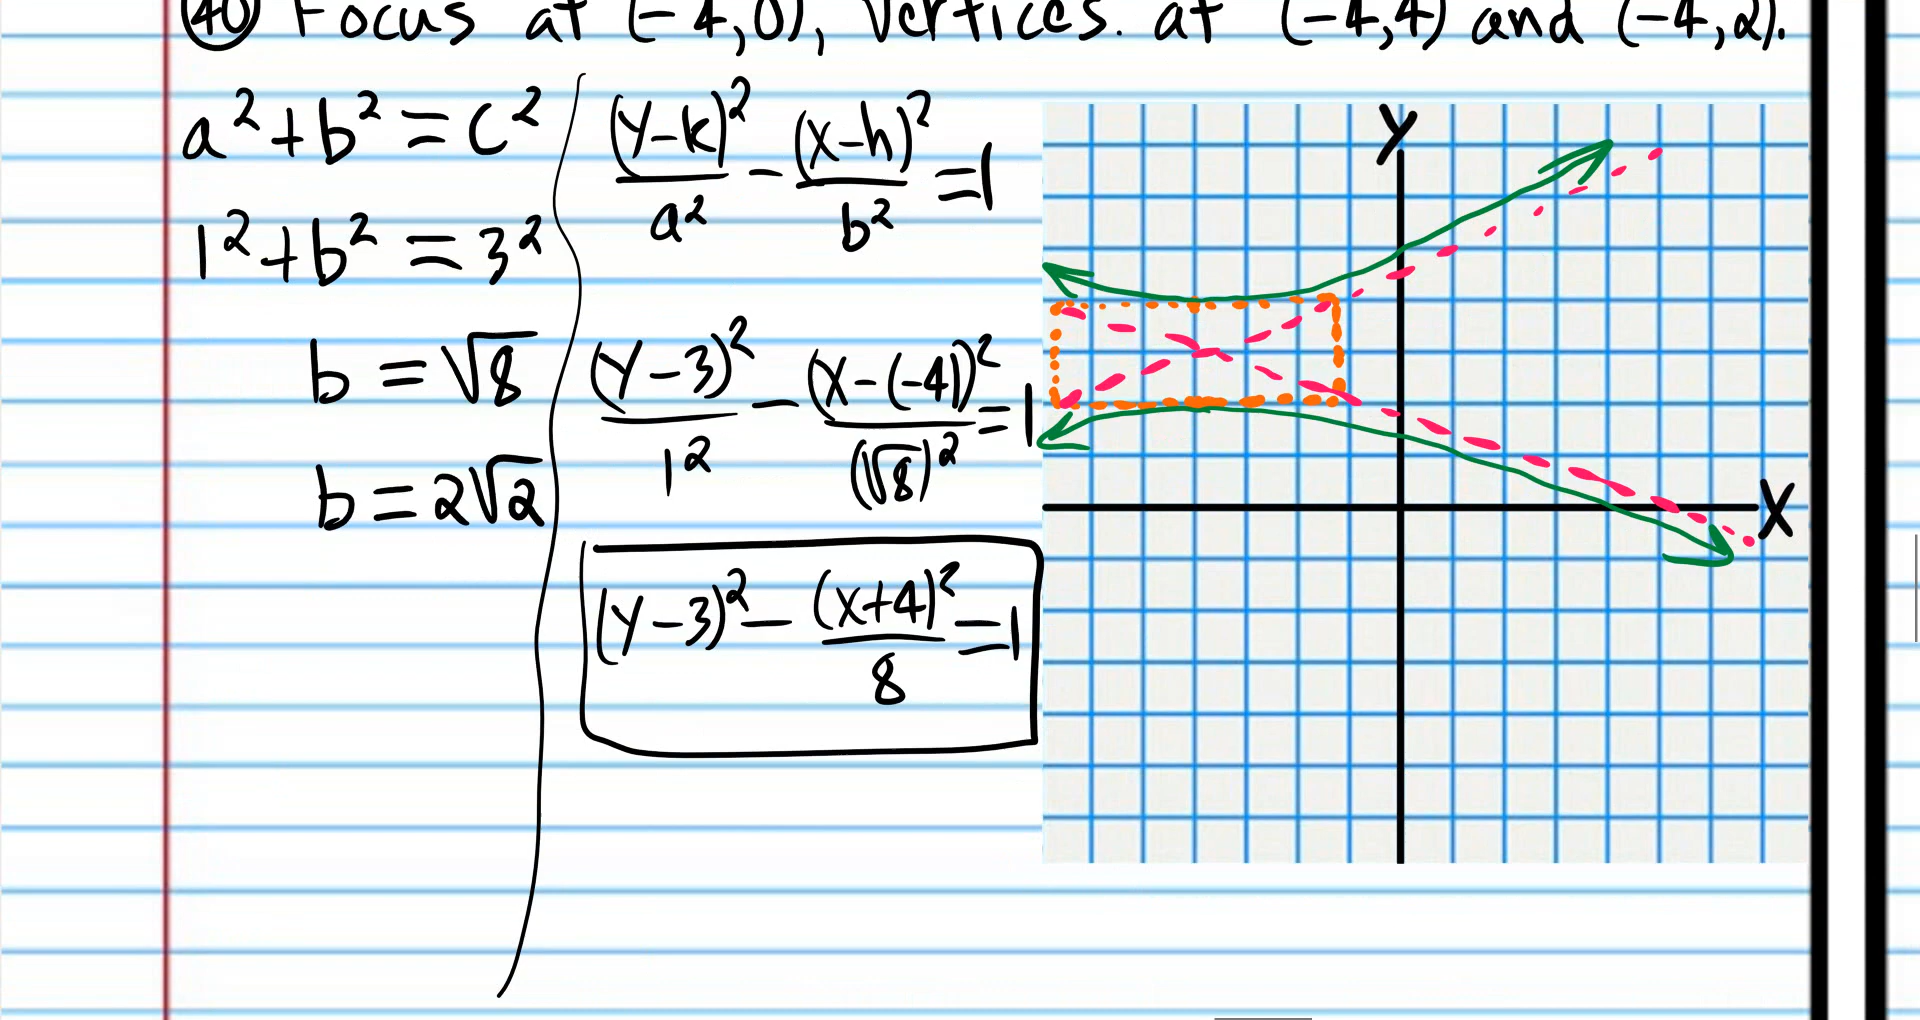 (40) Focus at (-4,0), Vertices. at (-4,4) and (-4,2).
a² + b² = c²
1² + b² = 3²
b = √8
b = 2√2
(y-k)²/a² - (x-h)²/b² = 1
(y-3)²/1² - (x-(-4))²/(√8)² = 1
(y-3)² - (x+4)²/8 = 1
Y
X